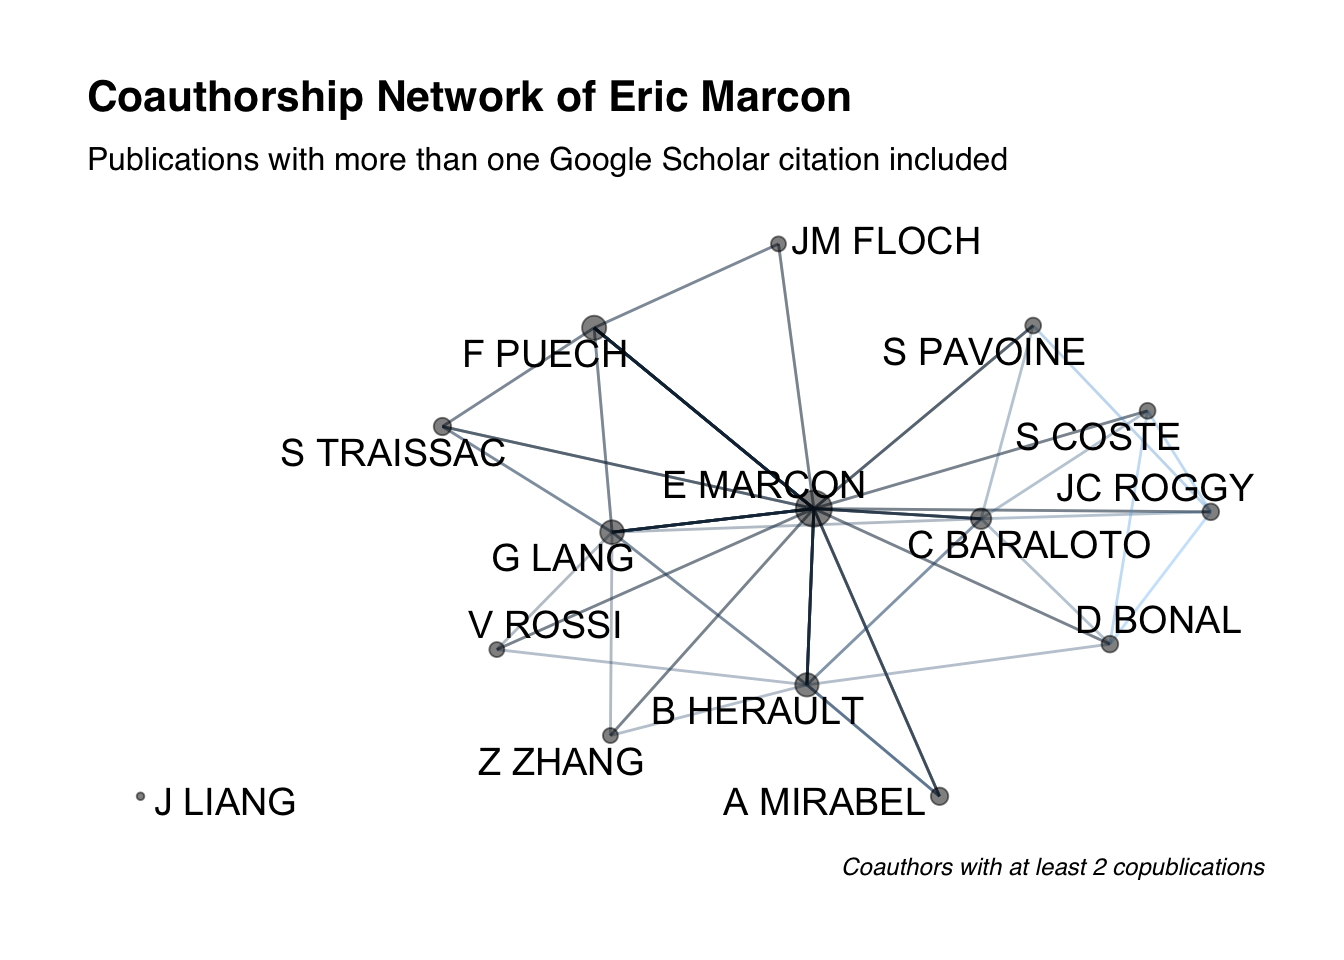 Coauthorship Network of Eric Marcon
Publications with more than one Google Scholar citation included
JM FLOCH
F PUECH
S PAVOINE
S TRAISSAC
S COSTE
E MARCON
JC ROGGY
G LANG
C BARALOTO
V ROSSI
D BONAL
B HERAULT
Z ZHANG
J LIANG
A MIRABEL
Coauthors with at least 2 copublications